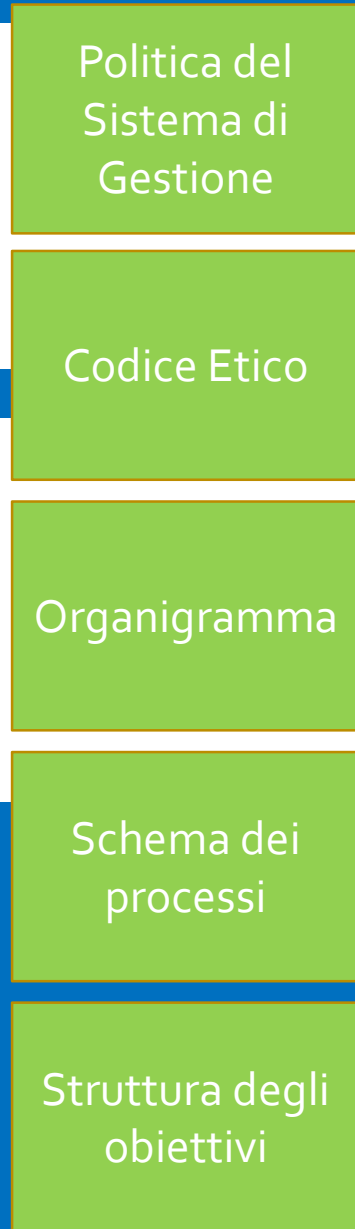 Politica del
Sistema di
Gestione
Codice Etico
Organigramma
Schema dei
processi
Struttura degli
obiettivi